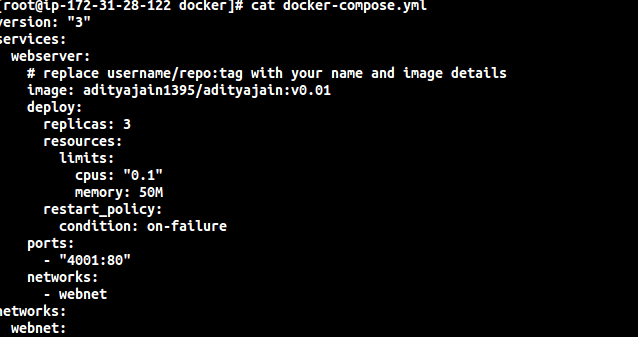 [root@ip-172-31-28-122 docker]# cat docker-compose.yml
version: "3"
services:
  webserver:
    # replace username/repo:tag with your name and image details
    image: adityajain1395/adityajain:v0.01
    deploy:
      replicas: 3
      resources:
        limits:
          cpus: "0.1"
          memory: 50M
      restart_policy:
        condition: on-failure
    ports:
      - "4001:80"
    networks:
      - webnet
networks:
  webnet: